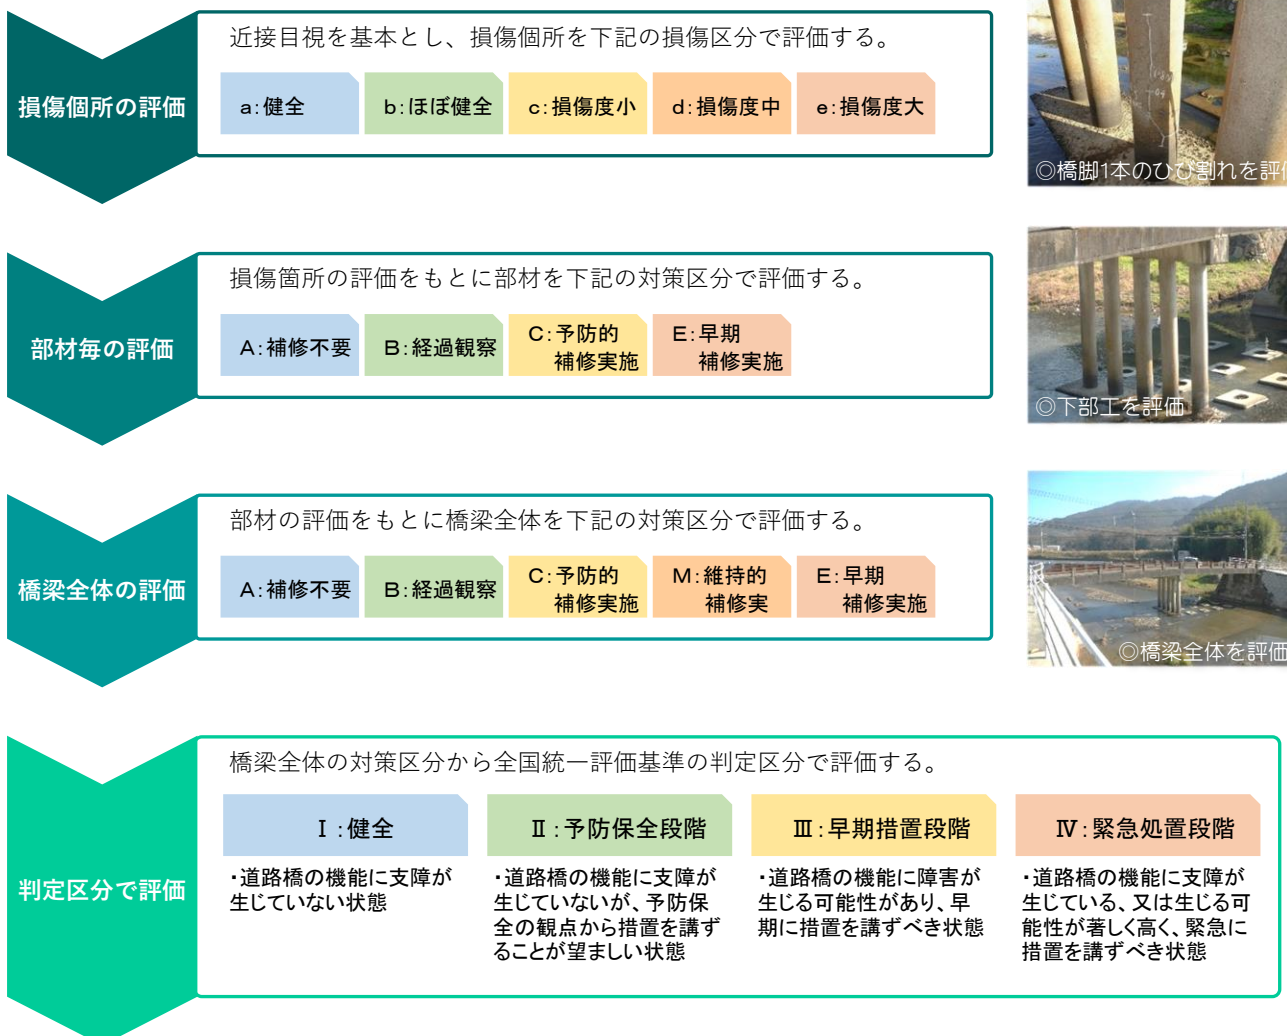 損傷個所の評価
近接目視を基本とし、損傷個所を下記の損傷区分で評価する。
a:健全
b:ほぼ健全
c:損傷度小
d:損傷度中
e:損傷度大
◎橋脚1本のひび割れを評
部材毎の評価
損傷箇所の評価をもとに部材を下記の対策区分で評価する。
A:補修不要
B:経過観察
C:予防的
補修実施
E:早期
補修実施
◎下部工を評価
橋梁全体の評価
部材の評価をもとに橋梁全体を下記の対策区分で評価する。
A:補修不要
B:経過観察
C:予防的
補修実施
M:維持的
補修実
E:早期
補修実施
◎橋梁全体を評価
判定区分で評価
橋梁全体の対策区分から全国統一評価基準の判定区分で評価する。
Ⅰ:健全
・道路橋の機能に支障が
生じていない状態
Ⅱ:予防保全段階
・道路橋の機能に支障が
生じていないが、予防保
全の観点から措置を講ず
ることが望ましい状態
Ⅲ:早期措置段階
・道路橋の機能に障害が
生じる可能性があり、早
期に措置を講ずべき状態
Ⅳ:緊急処置段階
・道路橋の機能に支障が
生じている、又は生じる可
能性が著しく高く、緊急に
措置を講ずべき状態